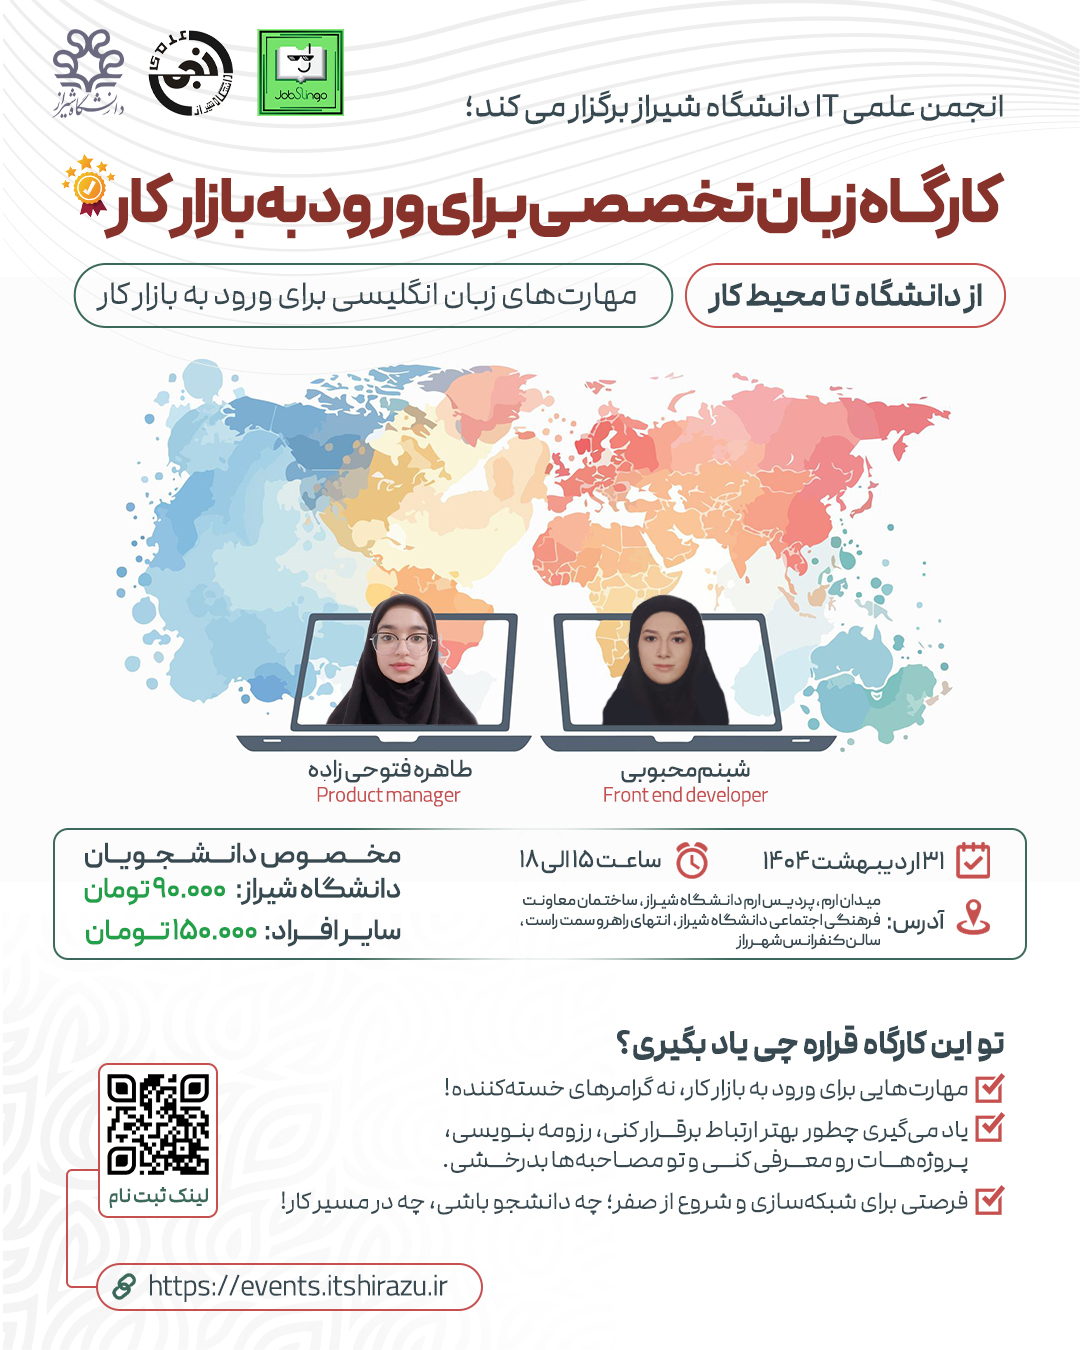 دانشگاه شیراز
JobSlingo
انجمن علمی IT دانشگاه شیراز برگزار می کند؛
کارگاه زبان تخصصی برای ورود به بازار کار
از دانشگاه تا محیط کار
مهارت‌های زبان انگلیسی برای ورود به بازار کار
شبنم محبوبی
Front end developer
طاهره فتوحی زاده
Product manager
۳۱ اردیبهشت ۱۴۰۴
ساعت ۱۵ الی ۱۸
آدرس:
میدان ارم، پردیس ارم دانشگاه شیراز، ساختمان معاونت
فرهنگی اجتماعی دانشگاه شیراز، انتهای راهرو سمت راست،
سالن کنفرانس شهرراز
مخصوص دانشجویان
دانشگاه شیراز: ۹۰.۰۰۰ تومان
سایر افراد: ۱۵۰.۰۰۰ تومان
تو این کارگاه قراره چی یاد بگیری؟
مهارت‌هایی برای ورود به بازار کار، نه گرامرهای خسته‌کننده!
یاد می‌گیری چطور بهتر ارتباط برقرار کنی، رزومه بنویسی،
پروژه‌هات رو معرفی کنی و تو مصاحبه‌ها بدرخشی.
فرصتی برای شبکه‌سازی و شروع از صفر؛ چه دانشجو باشی، چه در مسیر کار!
لینک ثبت نام
https://events.itshirazu.ir